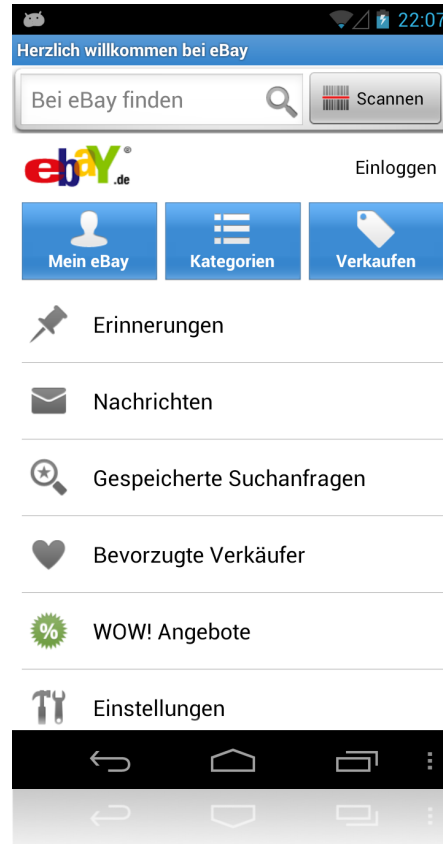 22:07
Herzlich willkommen bei eBay
Bei eBay finden
Scannen
ebaY®.de
Einloggen
Mein eBay
Kategorien
Verkaufen
Erinnerungen
Nachrichten
Gespeicherte Suchanfragen
Bevorzugte Verkäufer
% WOW! Angebote
Einstellungen